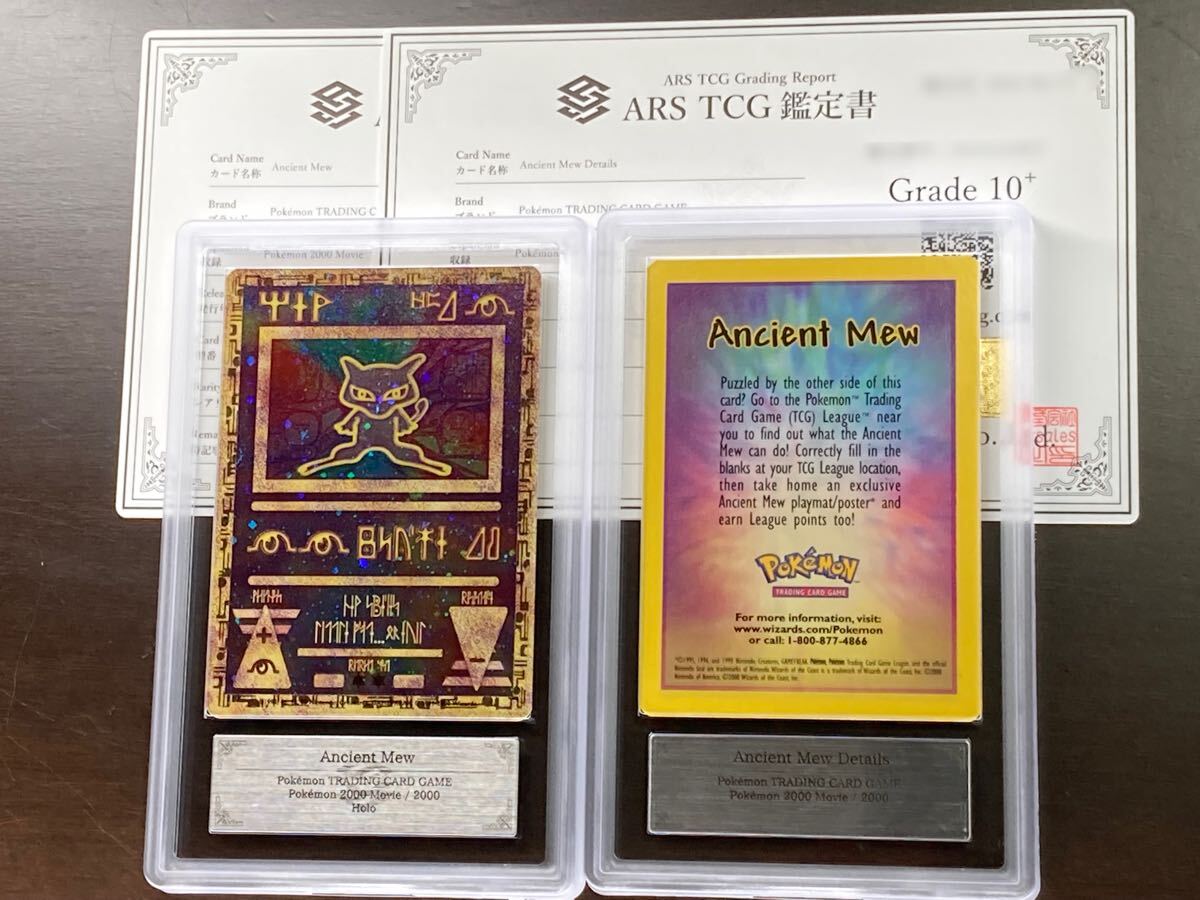 Card Name
カード名称
Ancient Mew
Brand
Pokémon TRADING C
収録
Pokémon 2000 Movie
ARS TCG Grading Report
ARS TCG 鑑定書
Card Name
カード名称
Ancient Mew Details
Brand
ブランド
Pokémon TRADING CARD GAME
収録
Grade 10+
Ancient Mew
Puzzled by the other side of this
card? Go to the Pokemon™ Trading
Card Game (TCG) League™ near
you to find out what the Ancient
Mew can do! Correctly fill in the
blanks at your TCG League location,
then take home an exclusive
Ancient Mew playmat/poster* and
earn League points too!
POKéMON
TRADING CARD GAME
For more information, visit:
www.wizards.com/Pokemon
or call: 1-800-877-4866
Ancient Mew
Pokémon TRADING CARD GAME
Pokémon 2000 Movie / 2000
Holo
Ancient Mew Details
Pokémon TRADING CARD GAME
Pokémon 2000 Movie / 2000